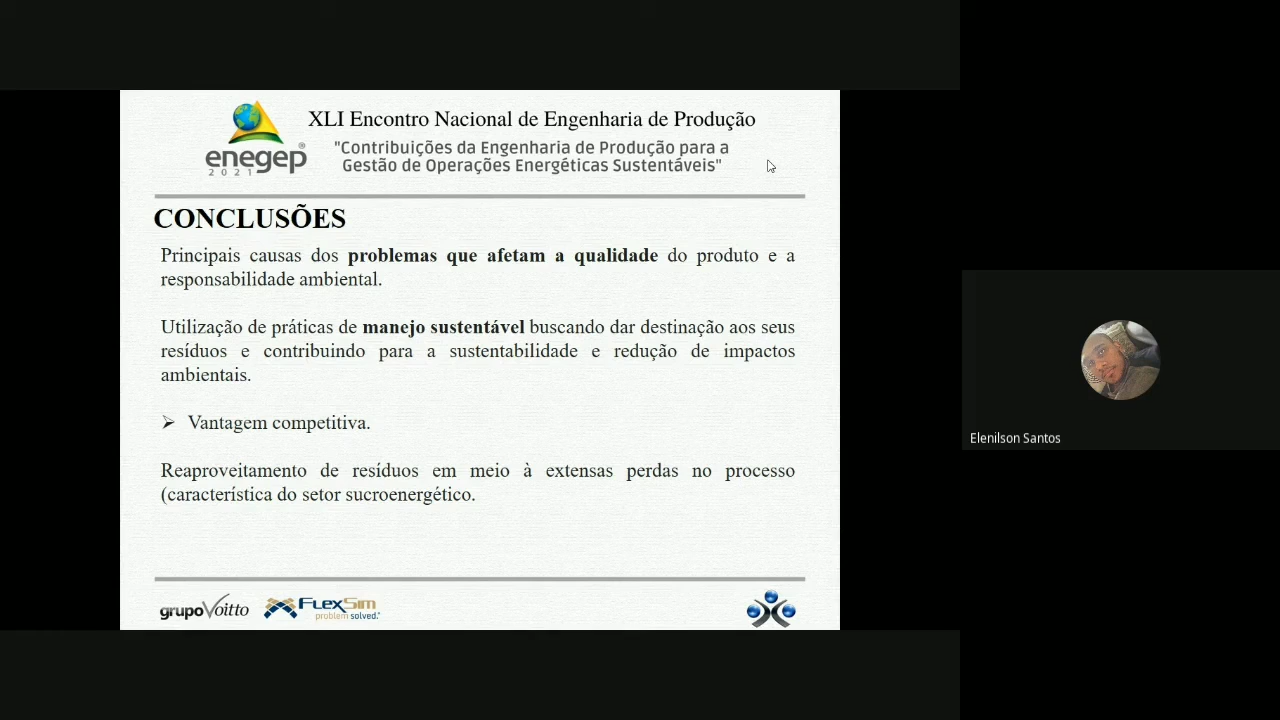 XLI Encontro Nacional de Engenharia de Produção
"Contribuições da Engenharia de Produção para a
Gestão de Operações Energéticas Sustentáveis"
enegep®
2021
CONCLUSÕES
Principais causas dos problemas que afetam a qualidade do produto e a
responsabilidade ambiental.
Utilização de práticas de manejo sustentável buscando dar destinação aos seus
resíduos e contribuindo para a sustentabilidade e redução de impactos
ambientais.
Vantagem competitiva.
Reaproveitamento de resíduos em meio à extensas perdas no processo
(característica do setor sucroenergético.
grupoVoitto
FlexSim
problem solved.
Elenilson Santos